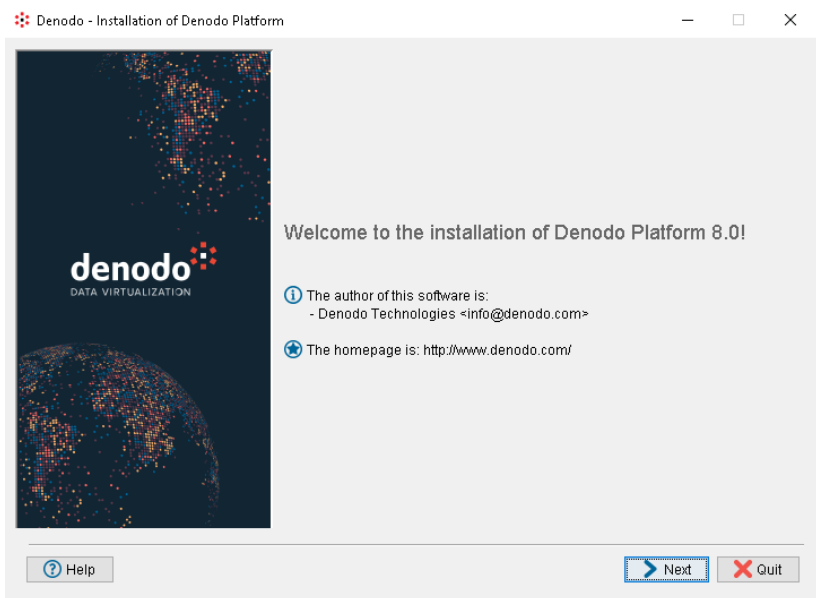 Denodo - Installation of Denodo Platform
denodo
DATA VIRTUALIZATION
Welcome to the installation of Denodo Platform 8.0!
The author of this software is:
- Denodo Technologies <info@denodo.com>
The homepage is: http://www.denodo.com/
Help
Next
Quit